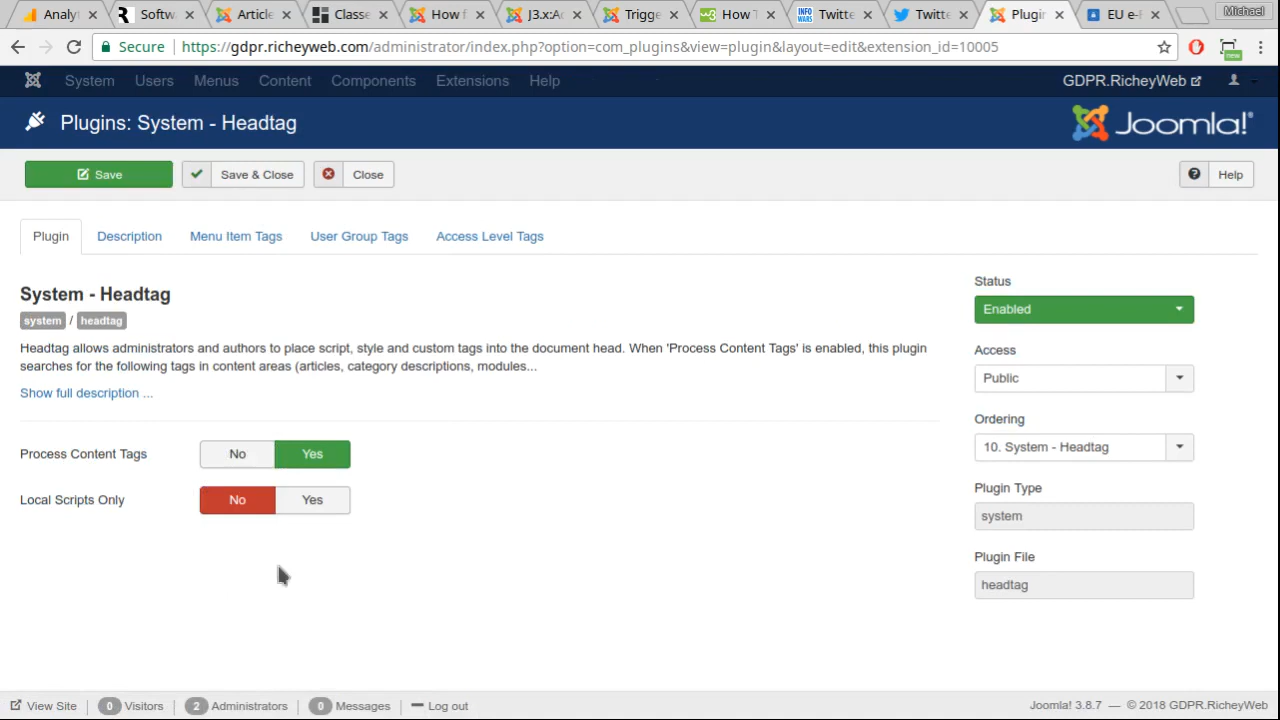 Analyt
Softw
Article
Classe
How f
J3.x:Ac
Trigge
How T
INFO WARS
Twitte
Twitte
Plugin
EU e-
Michael
Secure
https://gdpr.richeyweb.com/administrator/index.php?option=com_plugins&view=plugin&layout=edit&extension_id=10005
new
System Users Menus Content Components Extensions Help
GDPR.RicheyWeb
Plugins: System - Headtag
Joomla!®
Save
Save & Close
Close
Help
Plugin
Description
Menu Item Tags
User Group Tags
Access Level Tags
System - Headtag
system / headtag
Headtag allows administrators and authors to place script, style and custom tags into the document head. When 'Process Content Tags' is enabled, this plugin
searches for the following tags in content areas (articles, category descriptions, modules...
Show full description ...
Process Content Tags
No
Yes
Local Scripts Only
No
Yes
Status
Enabled
Access
Public
Ordering
10. System - Headtag
Plugin Type
system
Plugin File
headtag
View Site
0 Visitors
2 Administrators
0 Messages
Log out
Joomla! 3.8.7 — © 2018 GDPR.RicheyWeb